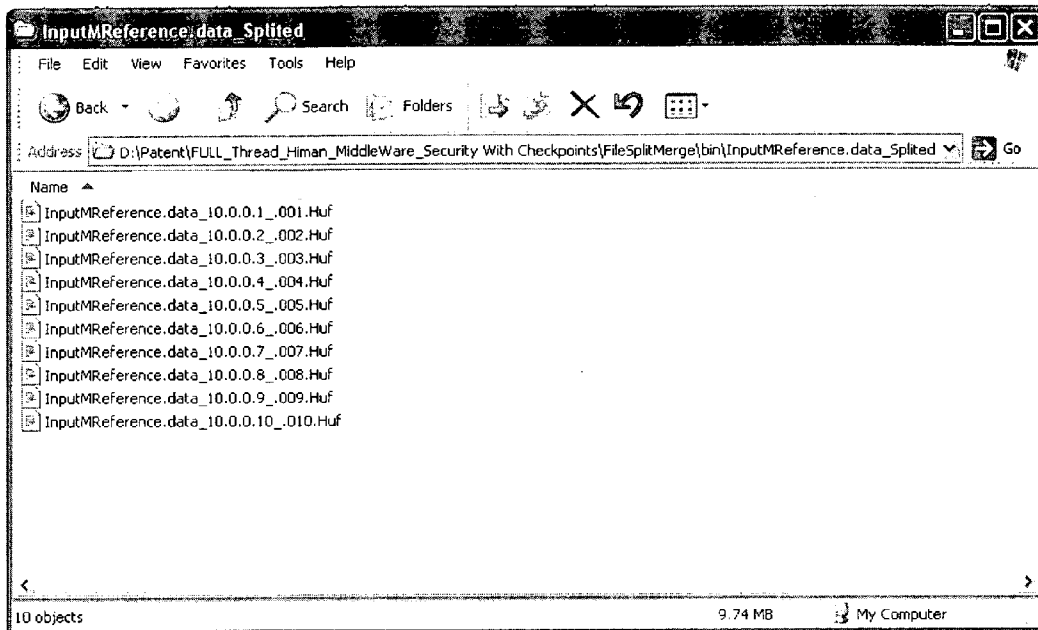 InputMReference.data_Splited
File Edit View Favorites Tools Help
Back Search Folders
Address D:\Patent\FULL_Thread_Himan_MiddleWare_Security With Checkpoints\FileSplitMerge\bin\InputMReference.data_Splited Go
Name
InputMReference.data_10.0.0.1_.001.Huf
InputMReference.data_10.0.0.2_.002.Huf
InputMReference.data_10.0.0.3_.003.Huf
InputMReference.data_10.0.0.4_.004.Huf
InputMReference.data_10.0.0.5_.005.Huf
InputMReference.data_10.0.0.6_.006.Huf
InputMReference.data_10.0.0.7_.007.Huf
InputMReference.data_10.0.0.8_.008.Huf
InputMReference.data_10.0.0.9_.009.Huf
InputMReference.data_10.0.0.10_.010.Huf
10 objects 9.74 MB My Computer